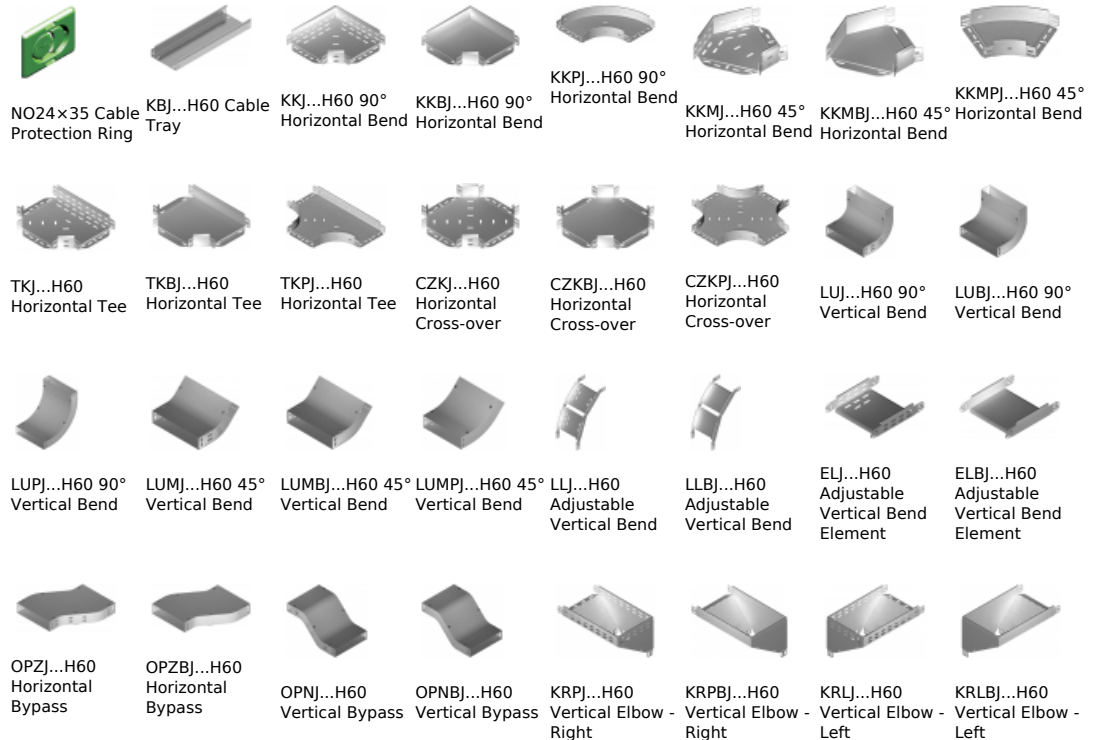 NO24×35 Cable
Protection Ring
KBJ...H60 Cable
Tray
KKJ...H60 90°
Horizontal Bend
KKBJ...H60 90°
Horizontal Bend
KKPJ...H60 90°
Horizontal Bend
KKMJ...H60 45°
Horizontal Bend
KKMBJ...H60 45°
Horizontal Bend
KKMPJ...H60 45°
Horizontal Bend
TKJ...H60
Horizontal Tee
TKBJ...H60
Horizontal Tee
TKPJ...H60
Horizontal Tee
CZKJ...H60
Horizontal
Cross-over
CZKBJ...H60
Horizontal
Cross-over
CZKPJ...H60
Horizontal
Cross-over
LUJ...H60 90°
Vertical Bend
LUBJ...H60 90°
Vertical Bend
LUPJ...H60 90°
Vertical Bend
LUMJ...H60 45°
Vertical Bend
LUMBJ...H60 45°
Vertical Bend
LUMPJ...H60 45°
Vertical Bend
LLJ...H60
Adjustable
Vertical Bend
LLBJ...H60
Adjustable
Vertical Bend
ELJ...H60
Adjustable
Vertical Bend
Element
ELBJ...H60
Adjustable
Vertical Bend
Element
OPZJ...H60
Horizontal
Bypass
OPZBJ...H60
Horizontal
Bypass
OPNJ...H60
Vertical Bypass
OPNBJ...H60
Vertical Bypass
KRPJ...H60
Vertical Elbow -
Right
KRPBJ...H60
Vertical Elbow -
Right
KRLJ...H60
Vertical Elbow -
Left
KRLBJ...H60
Vertical Elbow -
Left